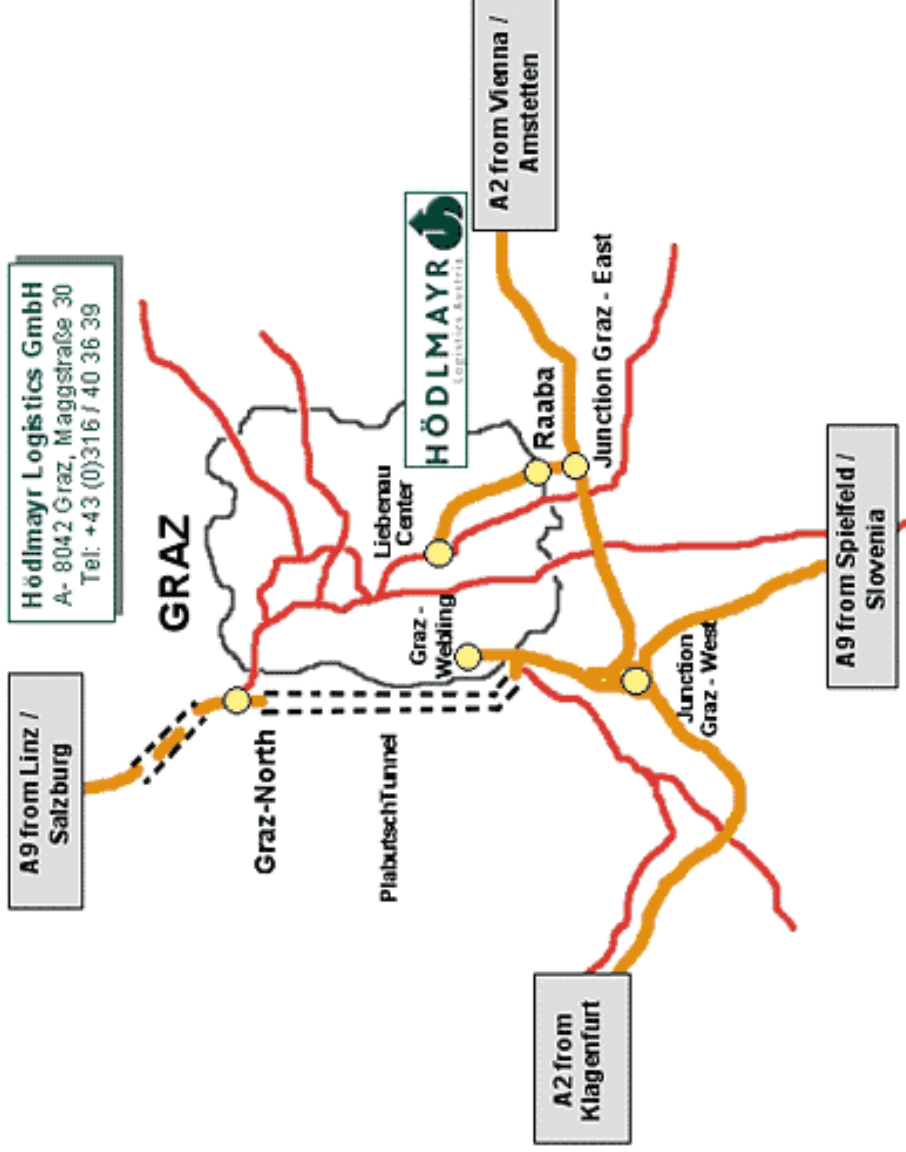 Hödlmayr Logistics GmbH
A- 8042 Graz, Maggstraße 30
Tel: +43 (0)316 / 40 36 39
GRAZ
A9 from Linz /
Salzburg
Graz-North
PlabutschTunnel
Graz -
Webling
Liebenau
Center
HÖDLMAYR
Logistics Austria
A2 from Vienna /
Amstetten
Raaba
Junction Graz - East
Junction
Graz - West
A9 from Spielfeld /
Slovenia
A2 from
Klagenfurt